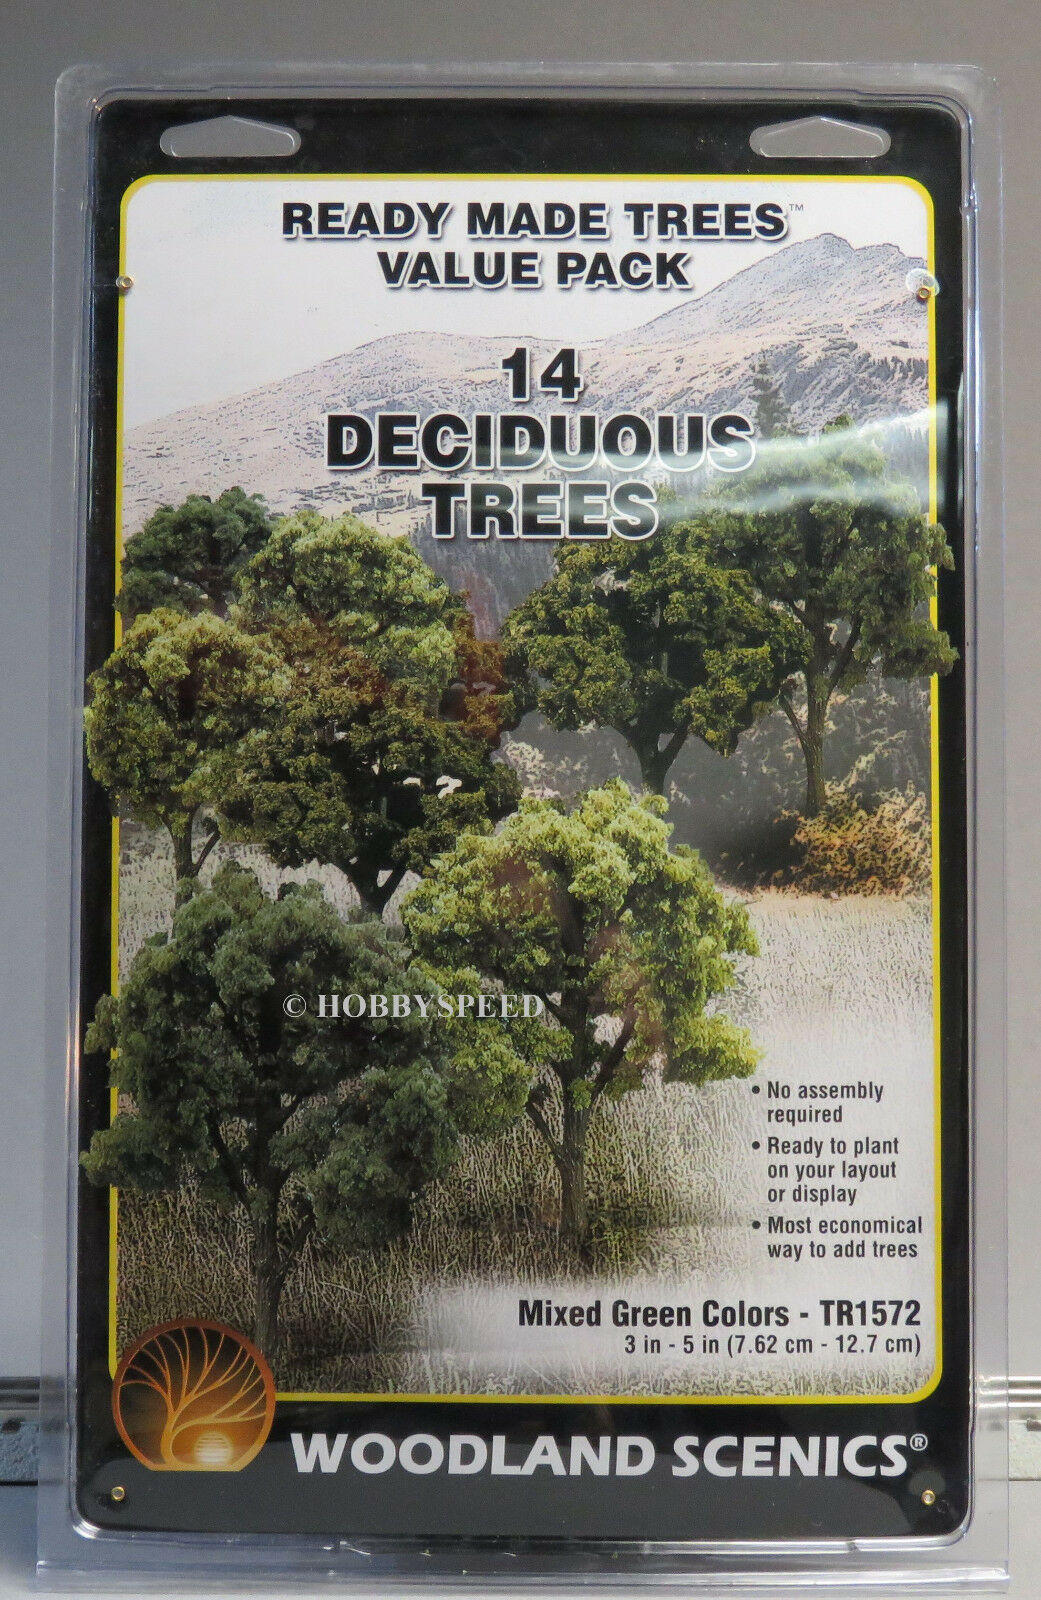 READY MADE TREES™
VALUE PACK
14
DECIDUOUS
TREES
© HOBBYSPEED
• No assembly
required
• Ready to plant
on your layout
or display
• Most economical
way to add trees
Mixed Green Colors - TR1572
3 in - 5 in (7.62 cm - 12.7 cm)
WOODLAND SCENICS®